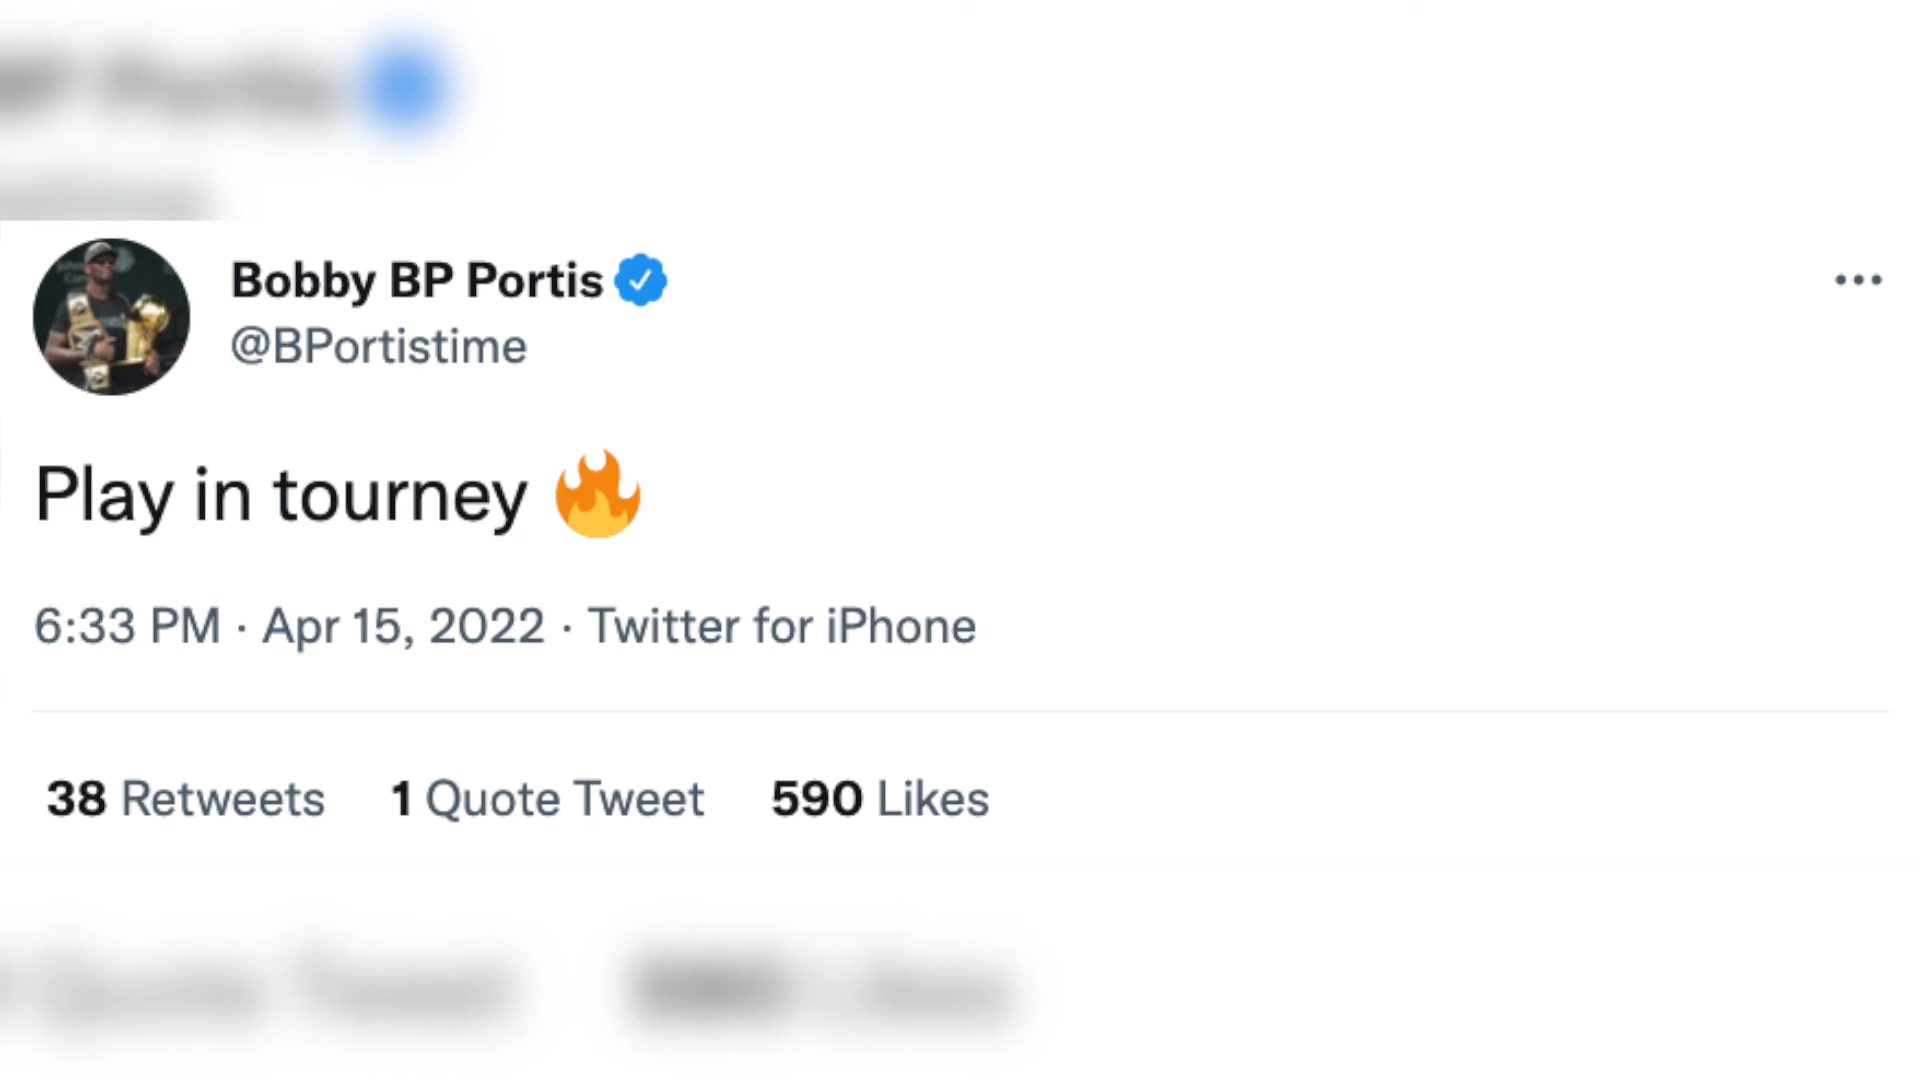 Bobby BP Portis
@BPortistime
Play in tourney 🔥
6:33 PM · Apr 15, 2022 · Twitter for iPhone
38 Retweets 1 Quote Tweet 590 Likes